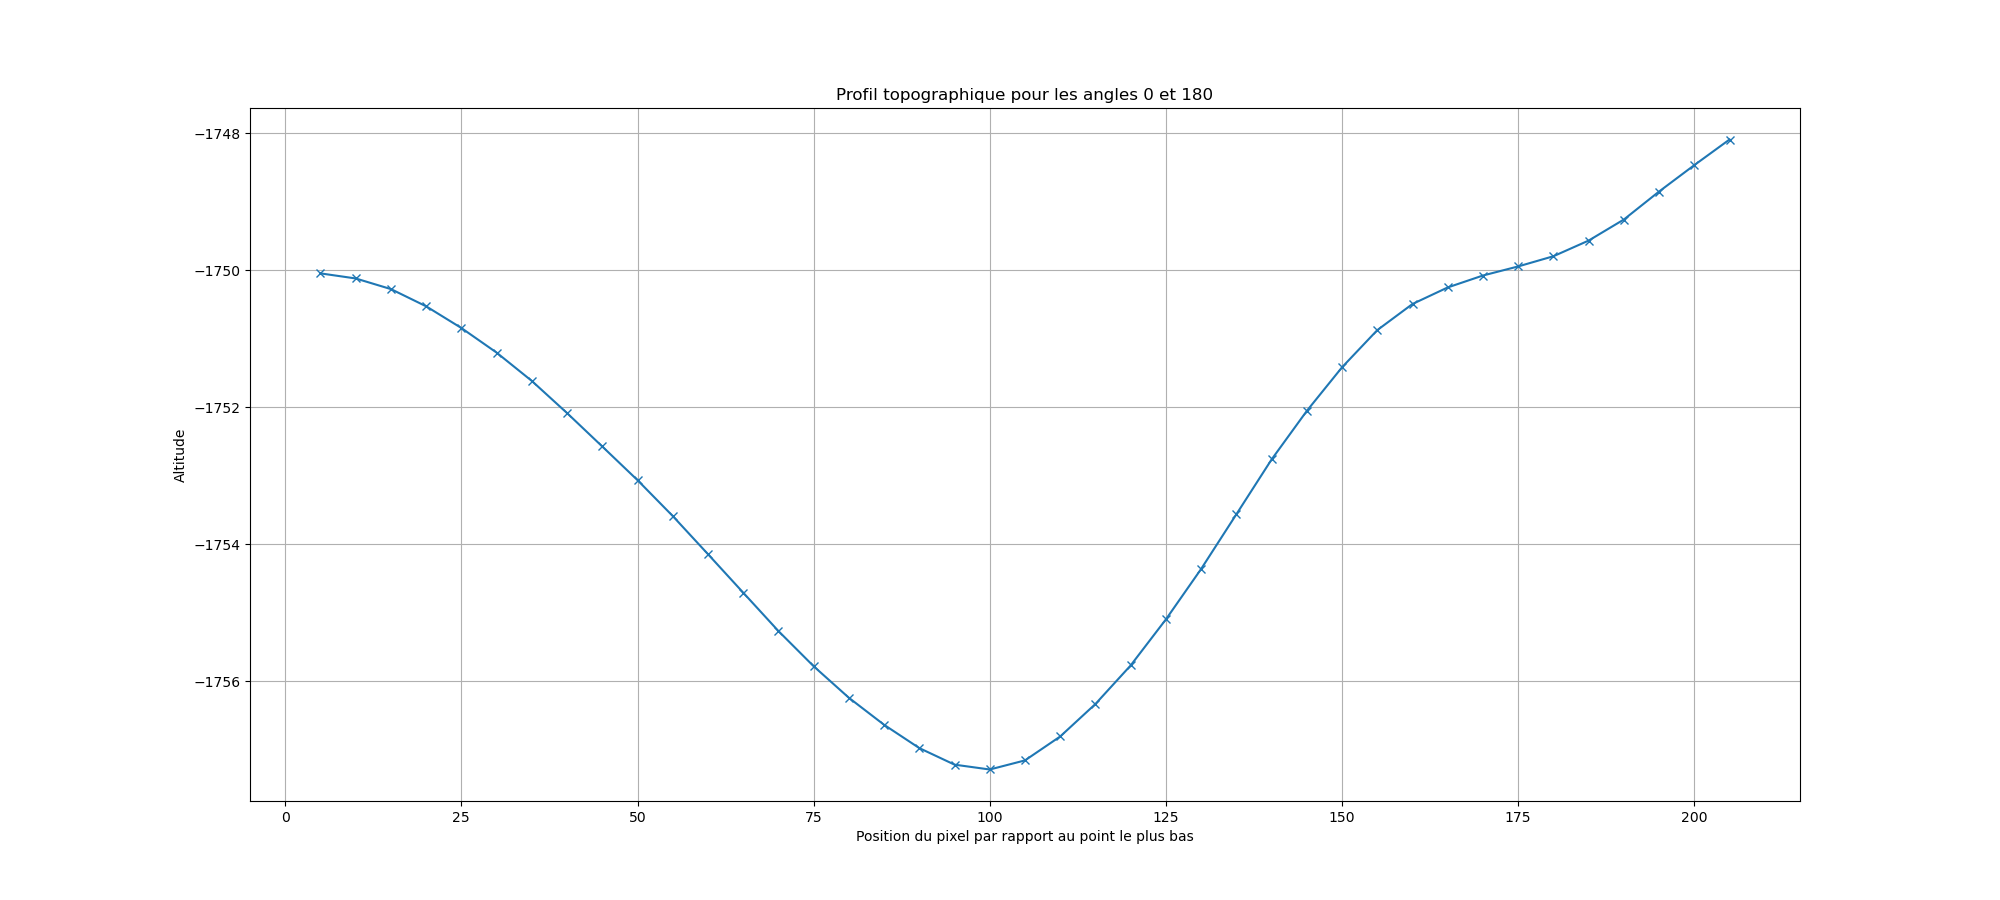 Profil topographique pour les angles 0 et 180
−1748
−1750
−1752
−1754
−1756
Altitude
0 25 50 75 100 125 150 175 200
Position du pixel par rapport au point le plus bas